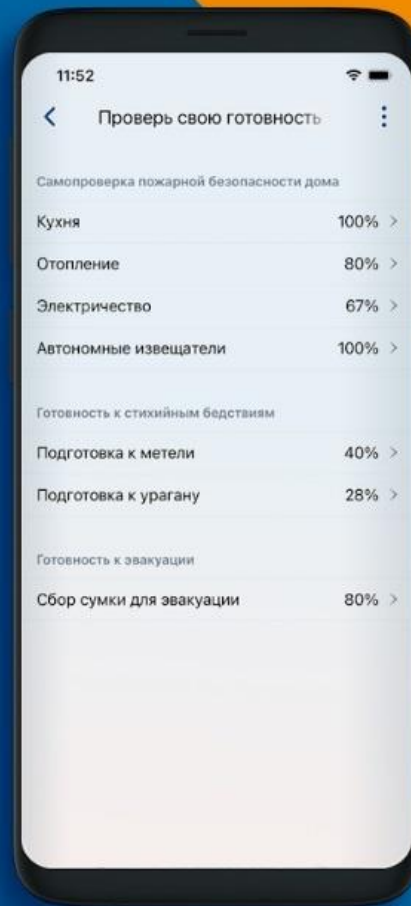 11:52
Проверь свою готовность
Самопроверка пожарной безопасности дома
Кухня 100%
Отопление 80%
Электричество 67%
Автономные извещатели 100%
Готовность к стихийным бедствиям
Подготовка к метели 40%
Подготовка к урагану 28%
Готовность к эвакуации
Сбор сумки для эвакуации 80%